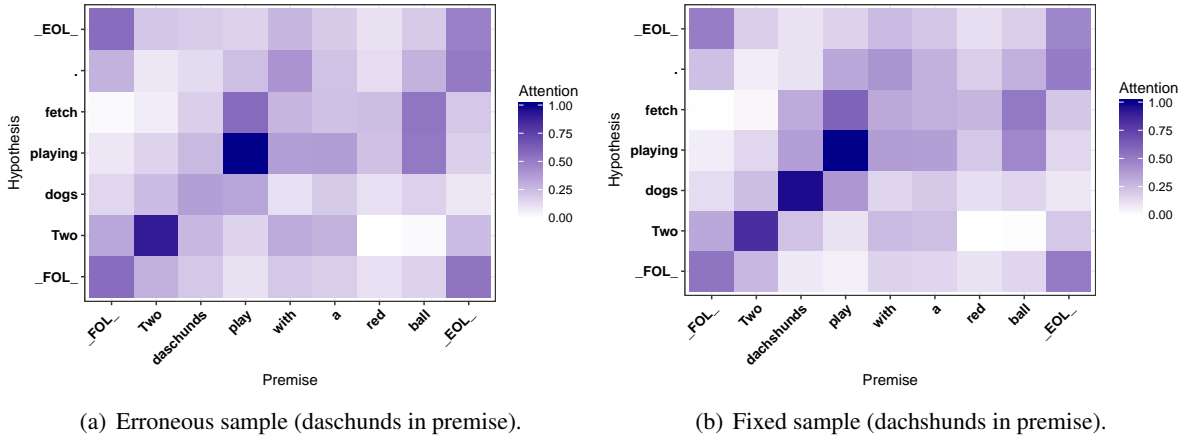 _EOL_
.
fetch
playing
dogs
Two
_FOL_
Hypothesis
_FOL_
Two
daschunds
play
with
a
red
ball
_EOL_
Premise
Attention
1.00
0.75
0.50
0.25
0.00
(a) Erroneous sample (daschunds in premise).
_EOL_
.
fetch
playing
dogs
Two
_FOL_
Hypothesis
_FOL_
Two
dachshunds
play
with
a
red
ball
_EOL_
Premise
Attention
1.00
0.75
0.50
0.25
0.00
(b) Fixed sample (dachshunds in premise).